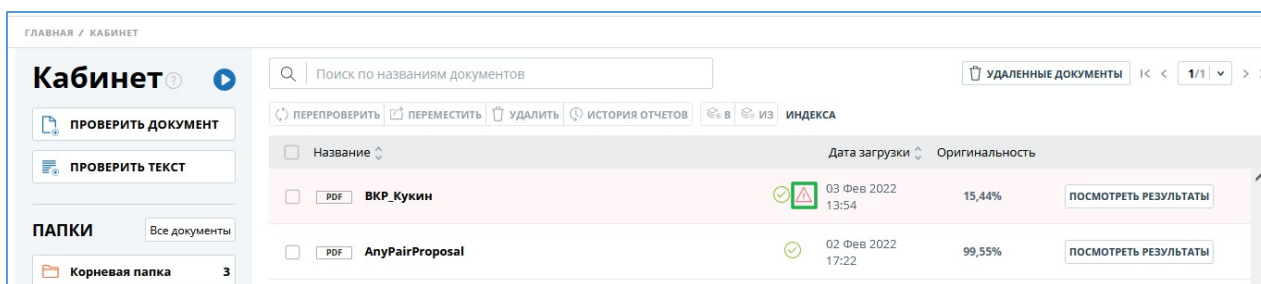 ГЛАВНАЯ / КАБИНЕТ
Кабинет
ПРОВЕРИТЬ ДОКУМЕНТ
ПРОВЕРИТЬ ТЕКСТ
ПАПКИ Все документы
Корневая папка 3
Поиск по названиям документов
УДАЛЕННЫЕ ДОКУМЕНТЫ 1/1
ПЕРЕПРОВЕРИТЬ ПЕРЕМЕСТИТЬ УДАЛИТЬ ИСТОРИЯ ОТЧЕТОВ В ИЗ ИНДЕКСА
Название Дата загрузки Оригинальность
PDF ВКР_Кукин 03 Фев 2022 13:54 15,44% ПОСМОТРЕТЬ РЕЗУЛЬТАТЫ
PDF AnyPairProposal 02 Фев 2022 17:22 99,55% ПОСМОТРЕТЬ РЕЗУЛЬТАТЫ